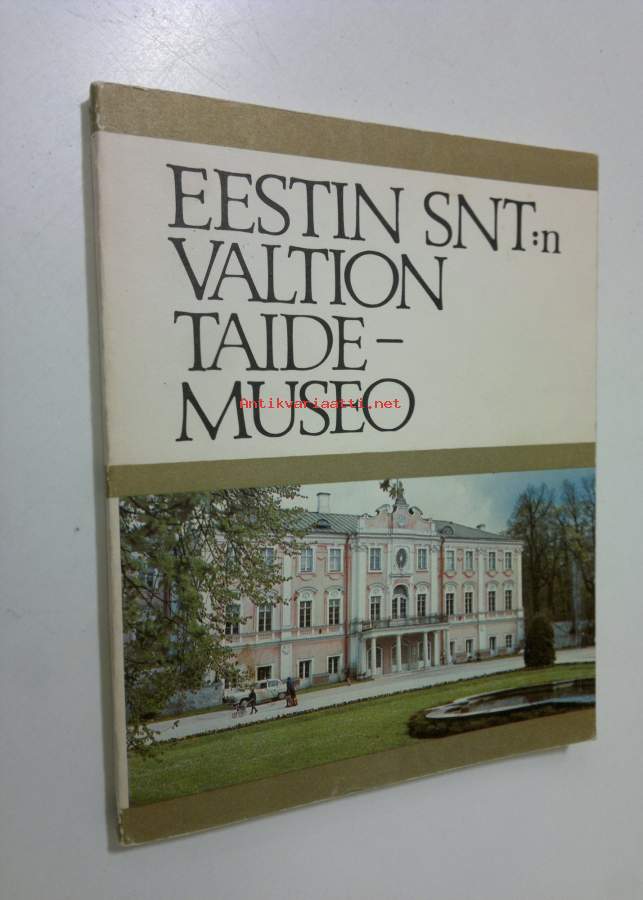 EESTIN SNT:n
VALTION
TAIDE-
MUSEO
Antikvariaatti.net